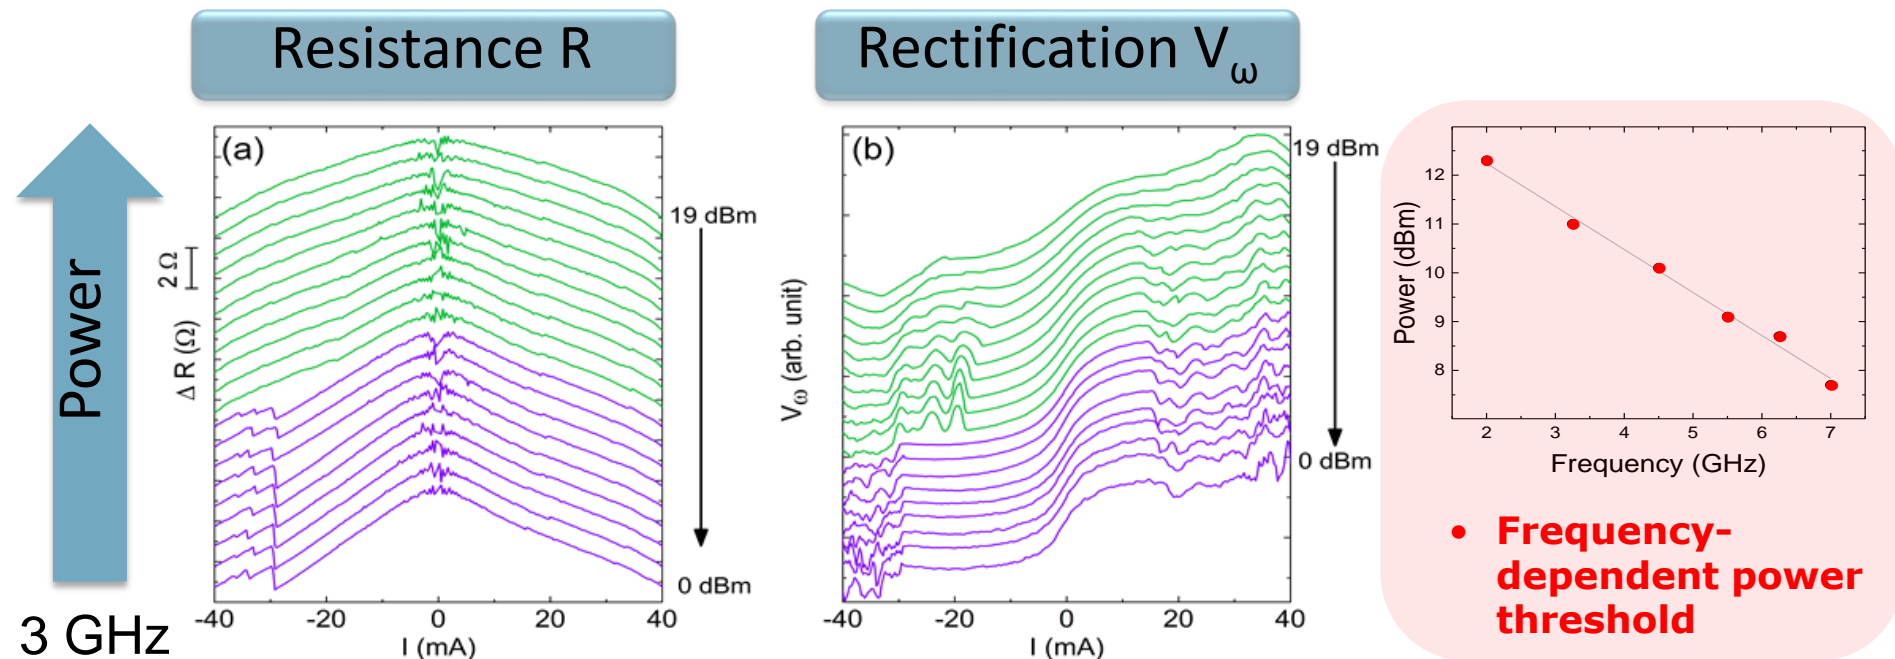 Resistance R
Rectification Vω
Power
3 GHz
(a)
2 Ω
Δ R (Ω)
19 dBm
0 dBm
-40 -20 0 20 40
I (mA)
(b)
Vω (arb. unit)
19 dBm
0 dBm
-40 -20 0 20 40
I (mA)
Power (dBm)
12
11
10
9
8
2 3 4 5 6 7
Frequency (GHz)
• Frequency-
dependent power
threshold